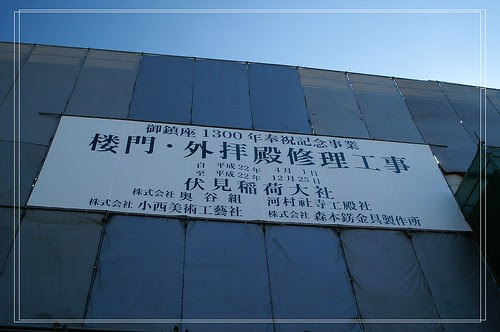 御鎮座1300年奉祝記念事業
楼門・外拝殿修理工事
自 平成22年 4月 1日
至 平成22年 12月25日
伏見稲荷大社
株式会社 奥谷組 河村社寺工殿社
株式会社 小西美術工藝社 株式会社 森本錺金具製作所